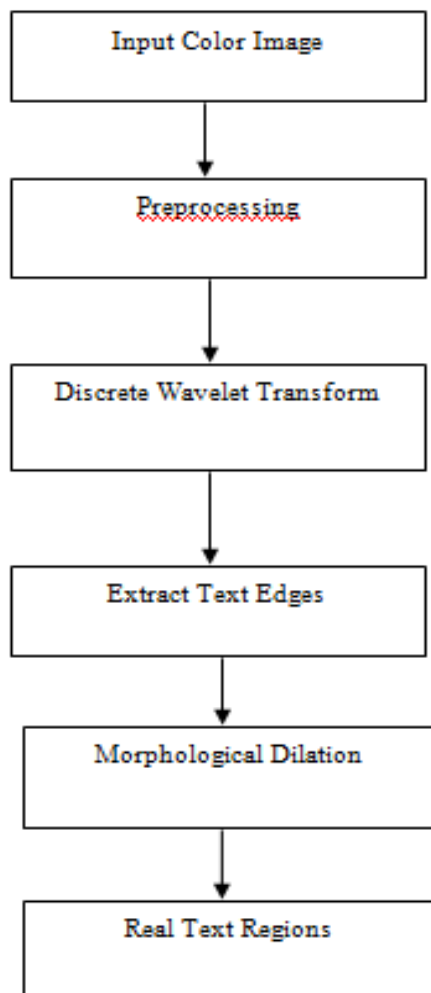 Input Color Image
Preprocessing
Discrete Wavelet Transform
Extract Text Edges
Morphological Dilation
Real Text Regions